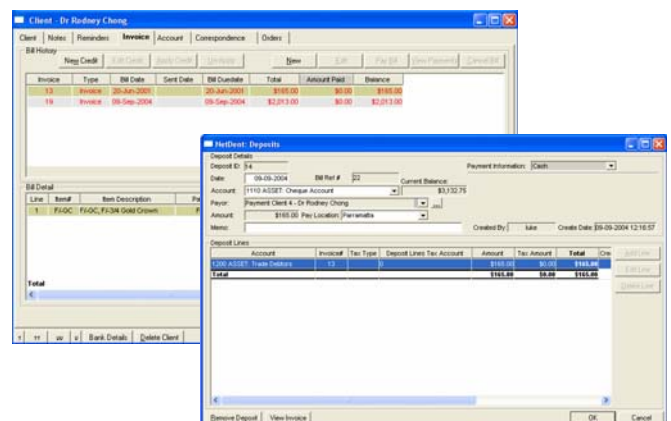 Client - Dr Rodney Chong
Client Notes Reminders Invoice Account Correspondence Orders
Bill History
New Credit Edit Credit Apply Credit New Edit Pay Bill View Payments Cancel Bill
Invoice Type Bill Date Sent Date Bill Duedate Total Amount Paid Balance
13 Invoice 20-Jun-2001 20-Jun-2001 $165.00 $0.00 $165.00
19 Invoice 09-Sep-2004 09-Sep-2004 $2,013.00 $0.00 $2,013.00
Bill Detail
Line Item# Item Description
1 FJ-GC FJ-GC, FJ-3/4 Gold Crown
Total
Bank Details Delete Client
NetDent: Deposits
Deposit Details
Deposit ID: 14 Payment Information: Cash
Date: 09-09-2004 Bill Ref # 22 Current Balance:
Account: 1110 ASSET: Cheque Account $3,132.75
Payor: Payment Client 4 - Dr Rodney Chong ...
Amount: $165.00 Pay Location: Parramatta
Memo: Created By: luke Create Date: 09-09-2004 12:16:57
Deposit Lines
Account Invoice# Tax Type Deposit Lines Tax Account Amount Tax Amount Total Cre Add Line
1200 ASSET: Trade Debtors 13 0 $165.00 $0.00 $165.00 Edit Line
Total $165.00 $0.00 $165.00
Delete Line
Remove Deposit View Invoice OK Cancel